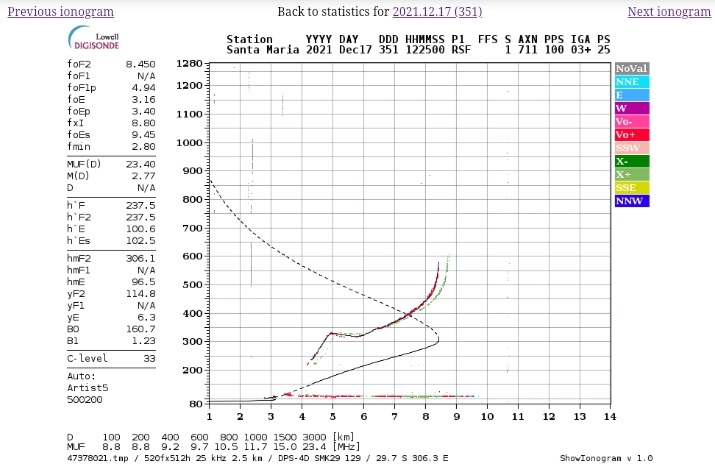 Previous ionogram Back to statistics for 2021.12.17 (351) Next ionogram
Lowell
DIGISONDE
Station YYYY DAY DDD HHMMSS P1 FFS S AXN PPS IGA PS
Santa Maria 2021 Dec17 351 122500 RSF 1 711 100 03+ 25
foF2 8.450
foF1 N/A
foF1p 4.94
foE 3.16
foEp 3.40
fxI 8.80
foEs 9.45
fmin 2.80
MUF(D) 23.40
M(D) 2.77
D N/A
h`F 237.5
h`F2 237.5
h`E 100.6
h`Es 102.5
hmF2 306.1
hmF1 N/A
hmE 96.5
yF2 114.8
yF1 N/A
yE 6.3
B0 160.7
B1 1.23
C-level 33
Auto:
Artist5
500200
1280
1200
1100
1000
900
800
700
600
500
400
300
200
80
1 2 3 4 5 6 7 8 9 10 11 12 13 14
NoVal
NNE
E
W
Vo-
Vo+
SSW
X-
X+
SSE
NNW
D 100 200 400 600 800 1000 1500 3000 [km]
MUF 8.8 8.8 9.2 9.7 10.5 11.7 15.0 23.4 [MHz]
47378021.tmp / 520fx512h 25 kHz 2.5 km / DPS-4D SMK29 129 / 29.7 S 306.3 E ShowIonogram v 1.0